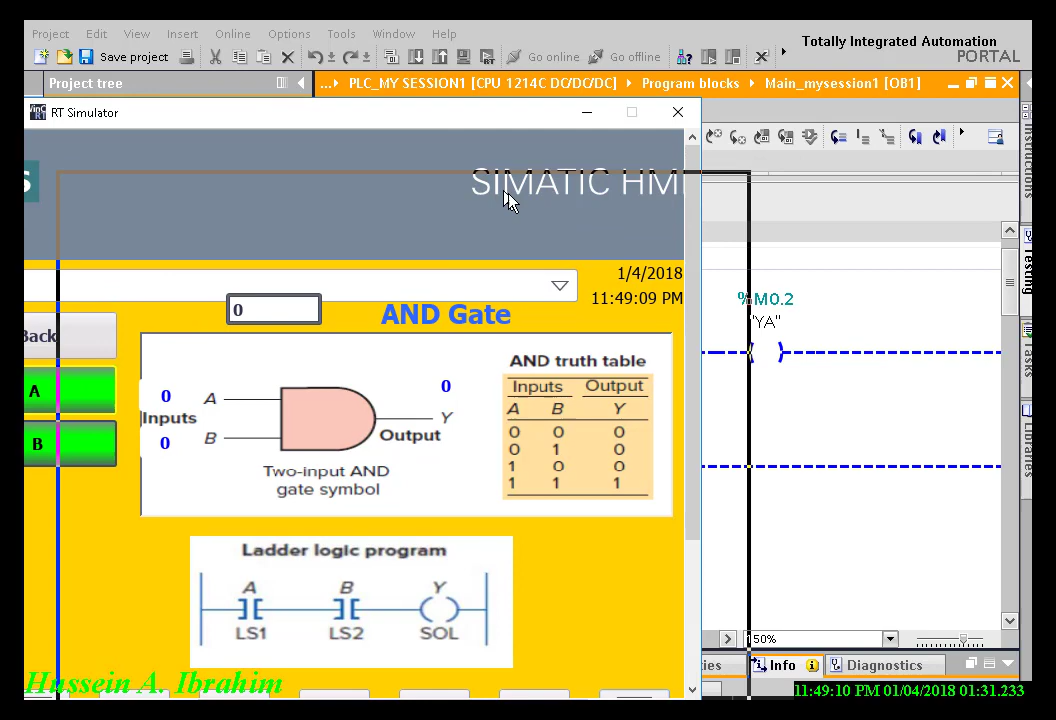 Project Edit View Insert Online Options Tools Window Help
Totally Integrated Automation
PORTAL
Save project
Go online
Go offline
Project tree
...▸ PLC_MY SESSION1 [CPU 1214C DC/DC/DC] ▸ Program blocks ▸ Main_mysession1 [OB1]
RT Simulator
S
SIMATIC HMI
1/4/2018
11:49:09 PM
0
AND Gate
Back
A
B
0
0
0
A
Inputs
B
Y
Output
Two-input AND
gate symbol
AND truth table
Inputs Output
A B Y
0 0 0
0 1 0
1 0 0
1 1 1
Ladder logic program
A B Y
LS1 LS2 SOL
%M0.2
"YA"
Instructions
Testing
Tasks
Libraries
50%
ies
Info
Diagnostics
Hussein A. Ibrahim
11:49:10 PM 01/04/2018 01:31.233